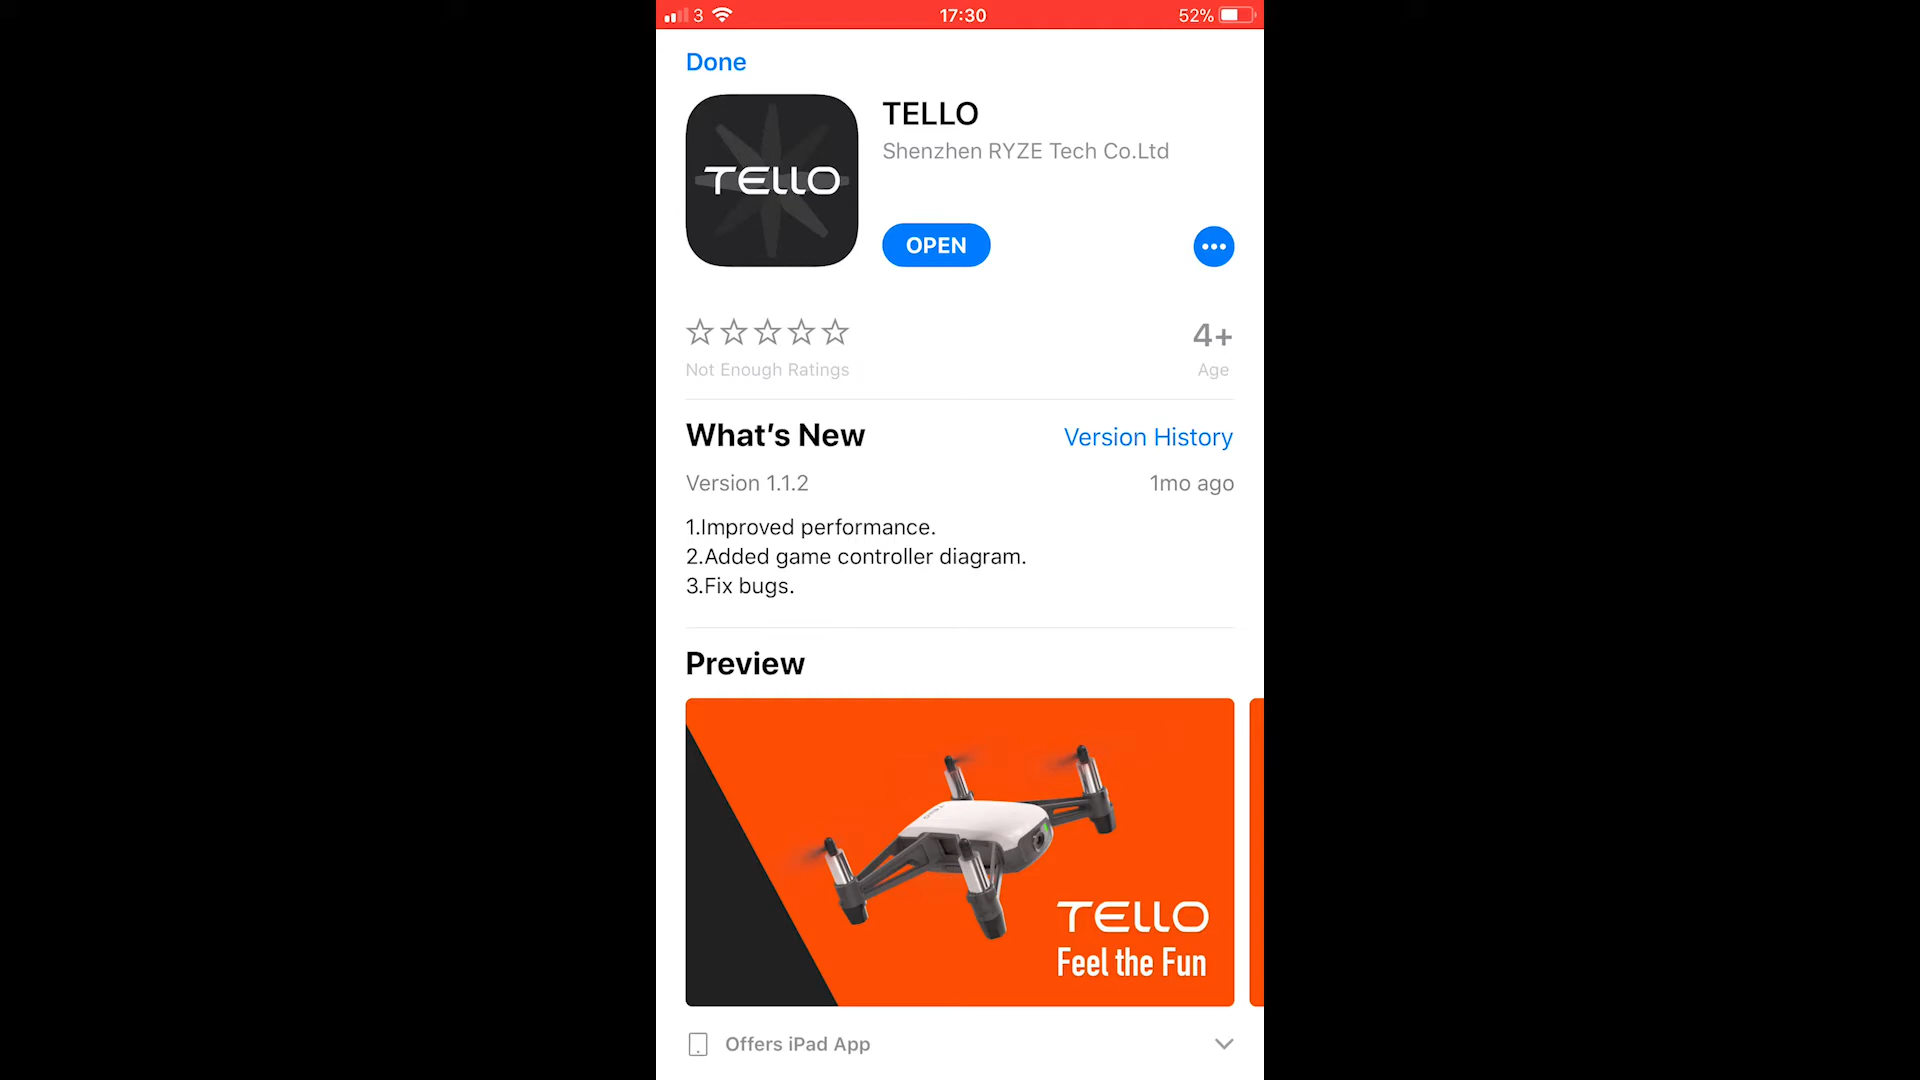 3 17:30 52%
Done
TELLO
TELLO
Shenzhen RYZE Tech Co.Ltd
OPEN
Not Enough Ratings
4+
Age
What's New
Version History
Version 1.1.2
1mo ago
1.Improved performance.
2.Added game controller diagram.
3.Fix bugs.
Preview
TELLO
TELLO
Feel the Fun
Offers iPad App